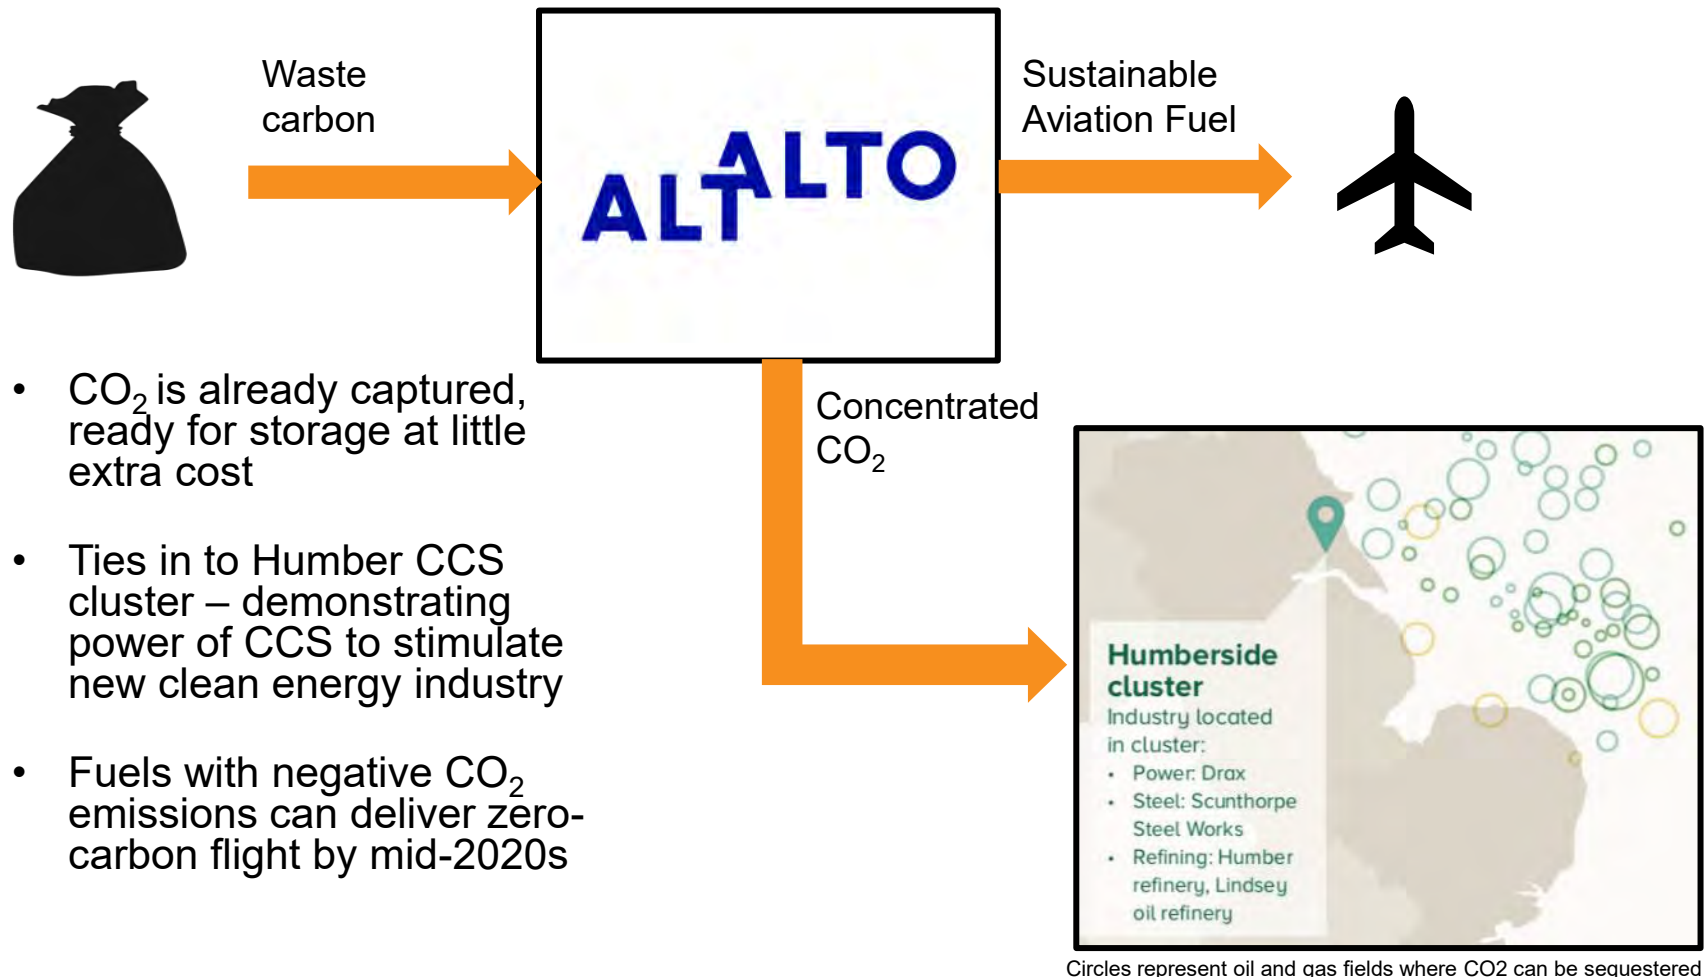 Waste
carbon
ALTALTO
Sustainable
Aviation Fuel
• CO₂ is already captured,
ready for storage at little
extra cost
• Ties in to Humber CCS
cluster – demonstrating
power of CCS to stimulate
new clean energy industry
• Fuels with negative CO₂
emissions can deliver zero-
carbon flight by mid-2020s
Concentrated
CO₂
Humberside
cluster
Industry located
in cluster:
• Power: Drax
• Steel: Scunthorpe
Steel Works
• Refining: Humber
refinery, Lindsey
oil refinery
Circles represent oil and gas fields where CO2 can be sequestered